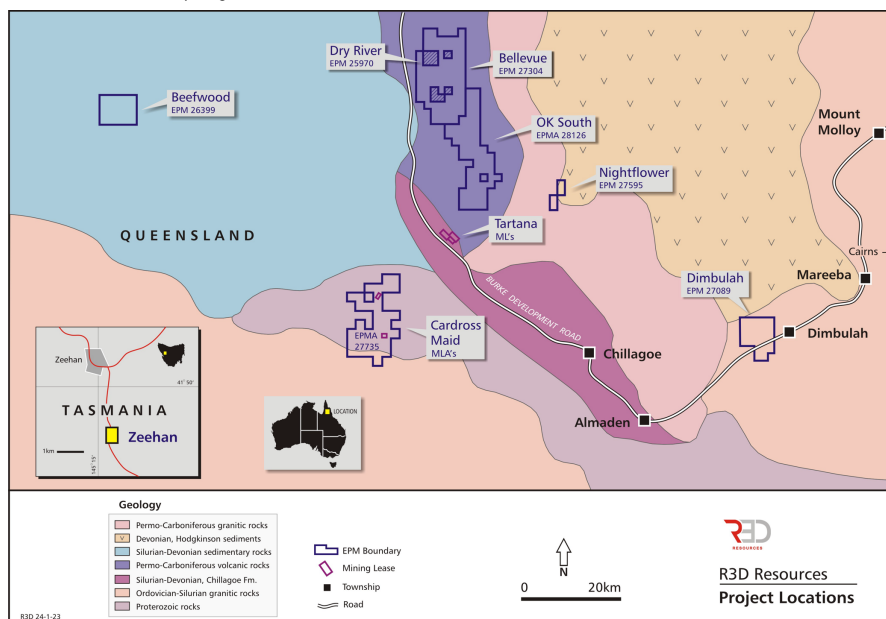 Dry River
EPM 25970
Bellevue
EPM 27304
Beefwood
EPM 26399
OK South
EPMA 28126
Mount
Molloy
Nightflower
EPM 27595
Tartana
ML's
QUEENSLAND
Cairns
Mareeba
Dimbulah
EPM 27089
BURKE DEVELOPMENT ROAD
Cardross
Maid
MLA's
EPMA
27735
Dimbulah
Chillagoe
Almaden
Zeehan
41° 50'
TASMANIA
Zeehan
1km
145° 15'
LOCATION
Geology
Permo-Carboniferous granitic rocks
Devonian, Hodgkinson sediments
Silurian-Devonian sedimentary rocks
Permo-Carboniferous volcanic rocks
Silurian-Devonian, Chillagoe Fm.
Ordovician-Silurian granitic rocks
Proterozoic rocks
EPM Boundary
Mining Lease
Township
Road
N
0 20km
R3D
RESOURCES
R3D Resources
Project Locations
R3D 24-1-23